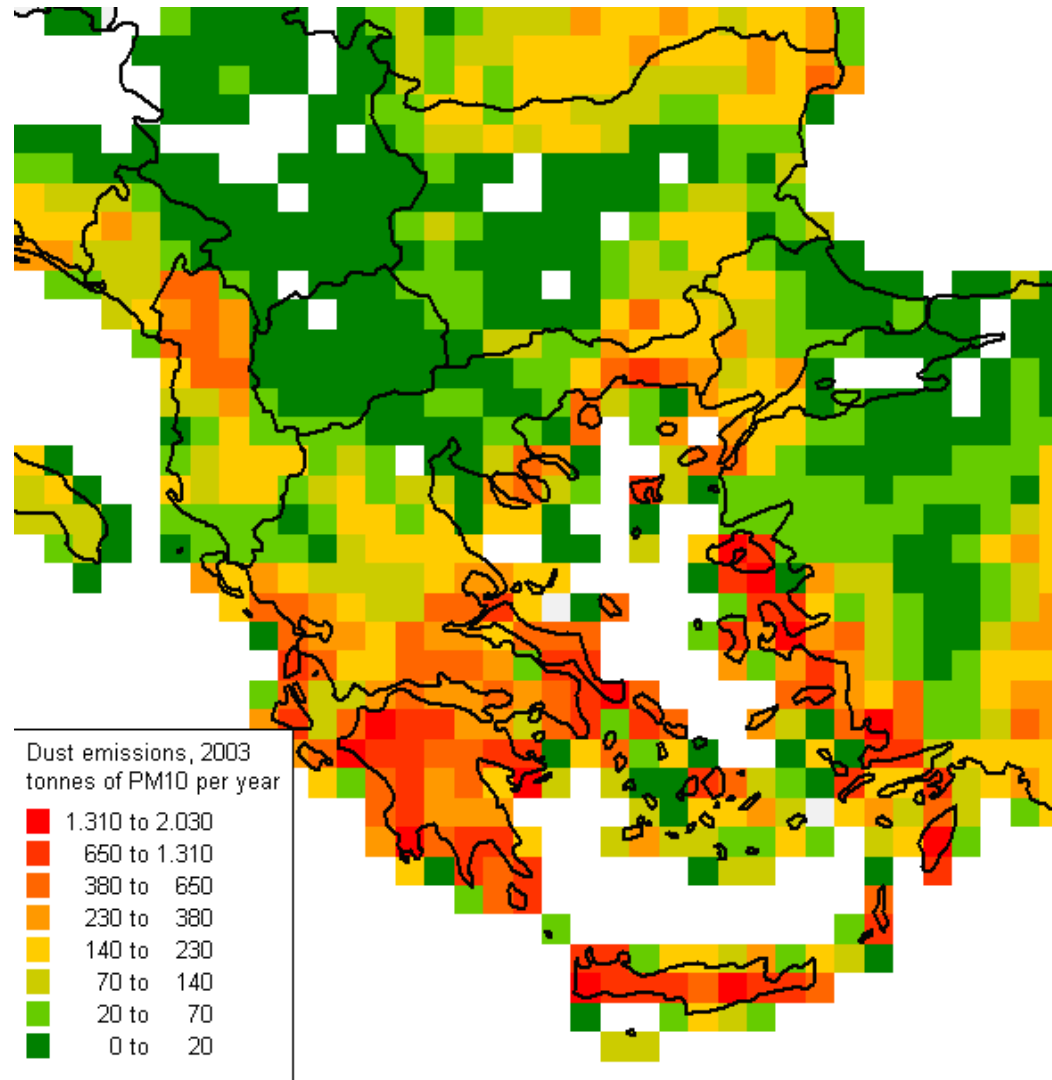 Dust emissions, 2003
tonnes of PM10 per year
1.310 to 2.030
650 to 1.310
380 to 650
230 to 380
140 to 230
70 to 140
20 to 70
0 to 20